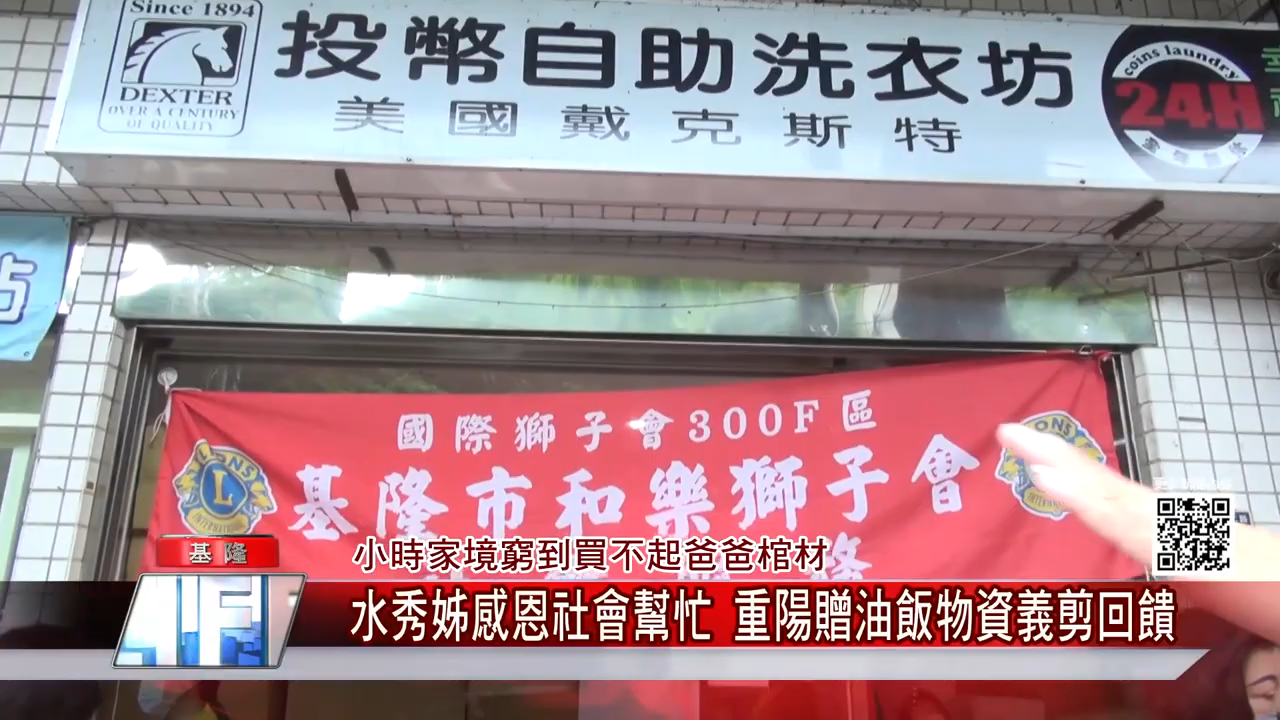 Since 1894
DEXTER
OVER A CENTURY
OF QUALITY
投幣自助洗衣坊
美國戴克斯特
coins laundry
24H
站
國際獅子會300F區
基隆市和樂獅子會
LIONS
L
INTERNATIONAL
基隆
小時家境窮到買不起爸爸棺材
水秀姊感恩社會幫忙 重陽贈油飯物資義剪回饋